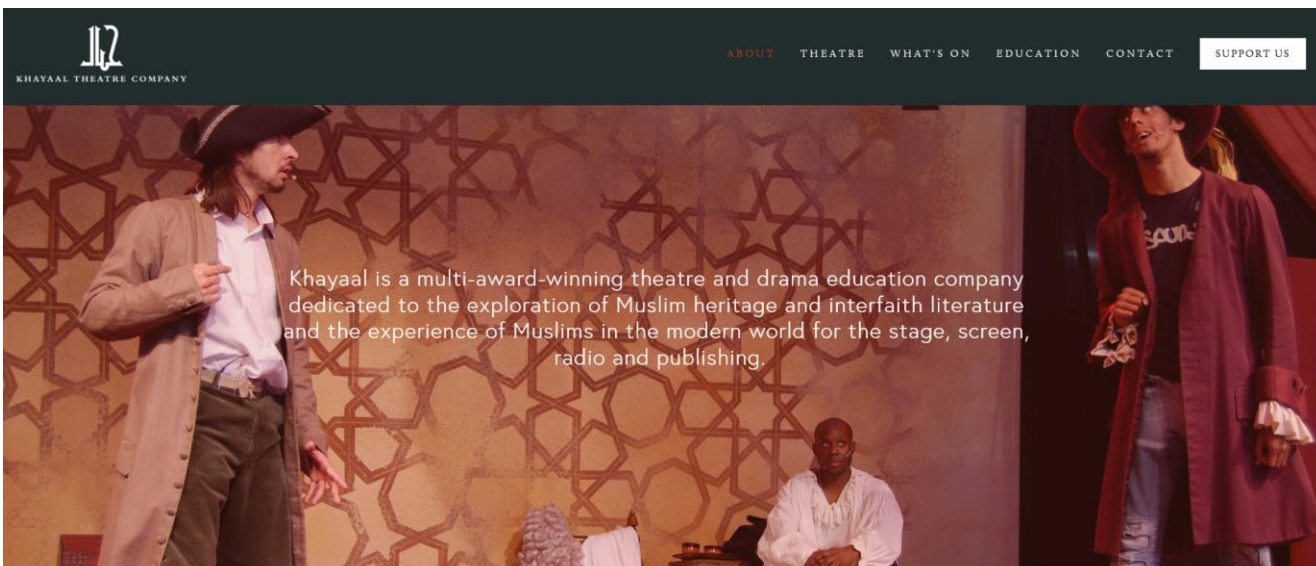 KHAYAAL THEATRE COMPANY
ABOUT THEATRE WHAT'S ON EDUCATION CONTACT SUPPORT US
Khayaal is a multi-award-winning theatre and drama education company
dedicated to the exploration of Muslim heritage and interfaith literature
and the experience of Muslims in the modern world for the stage, screen,
radio and publishing.